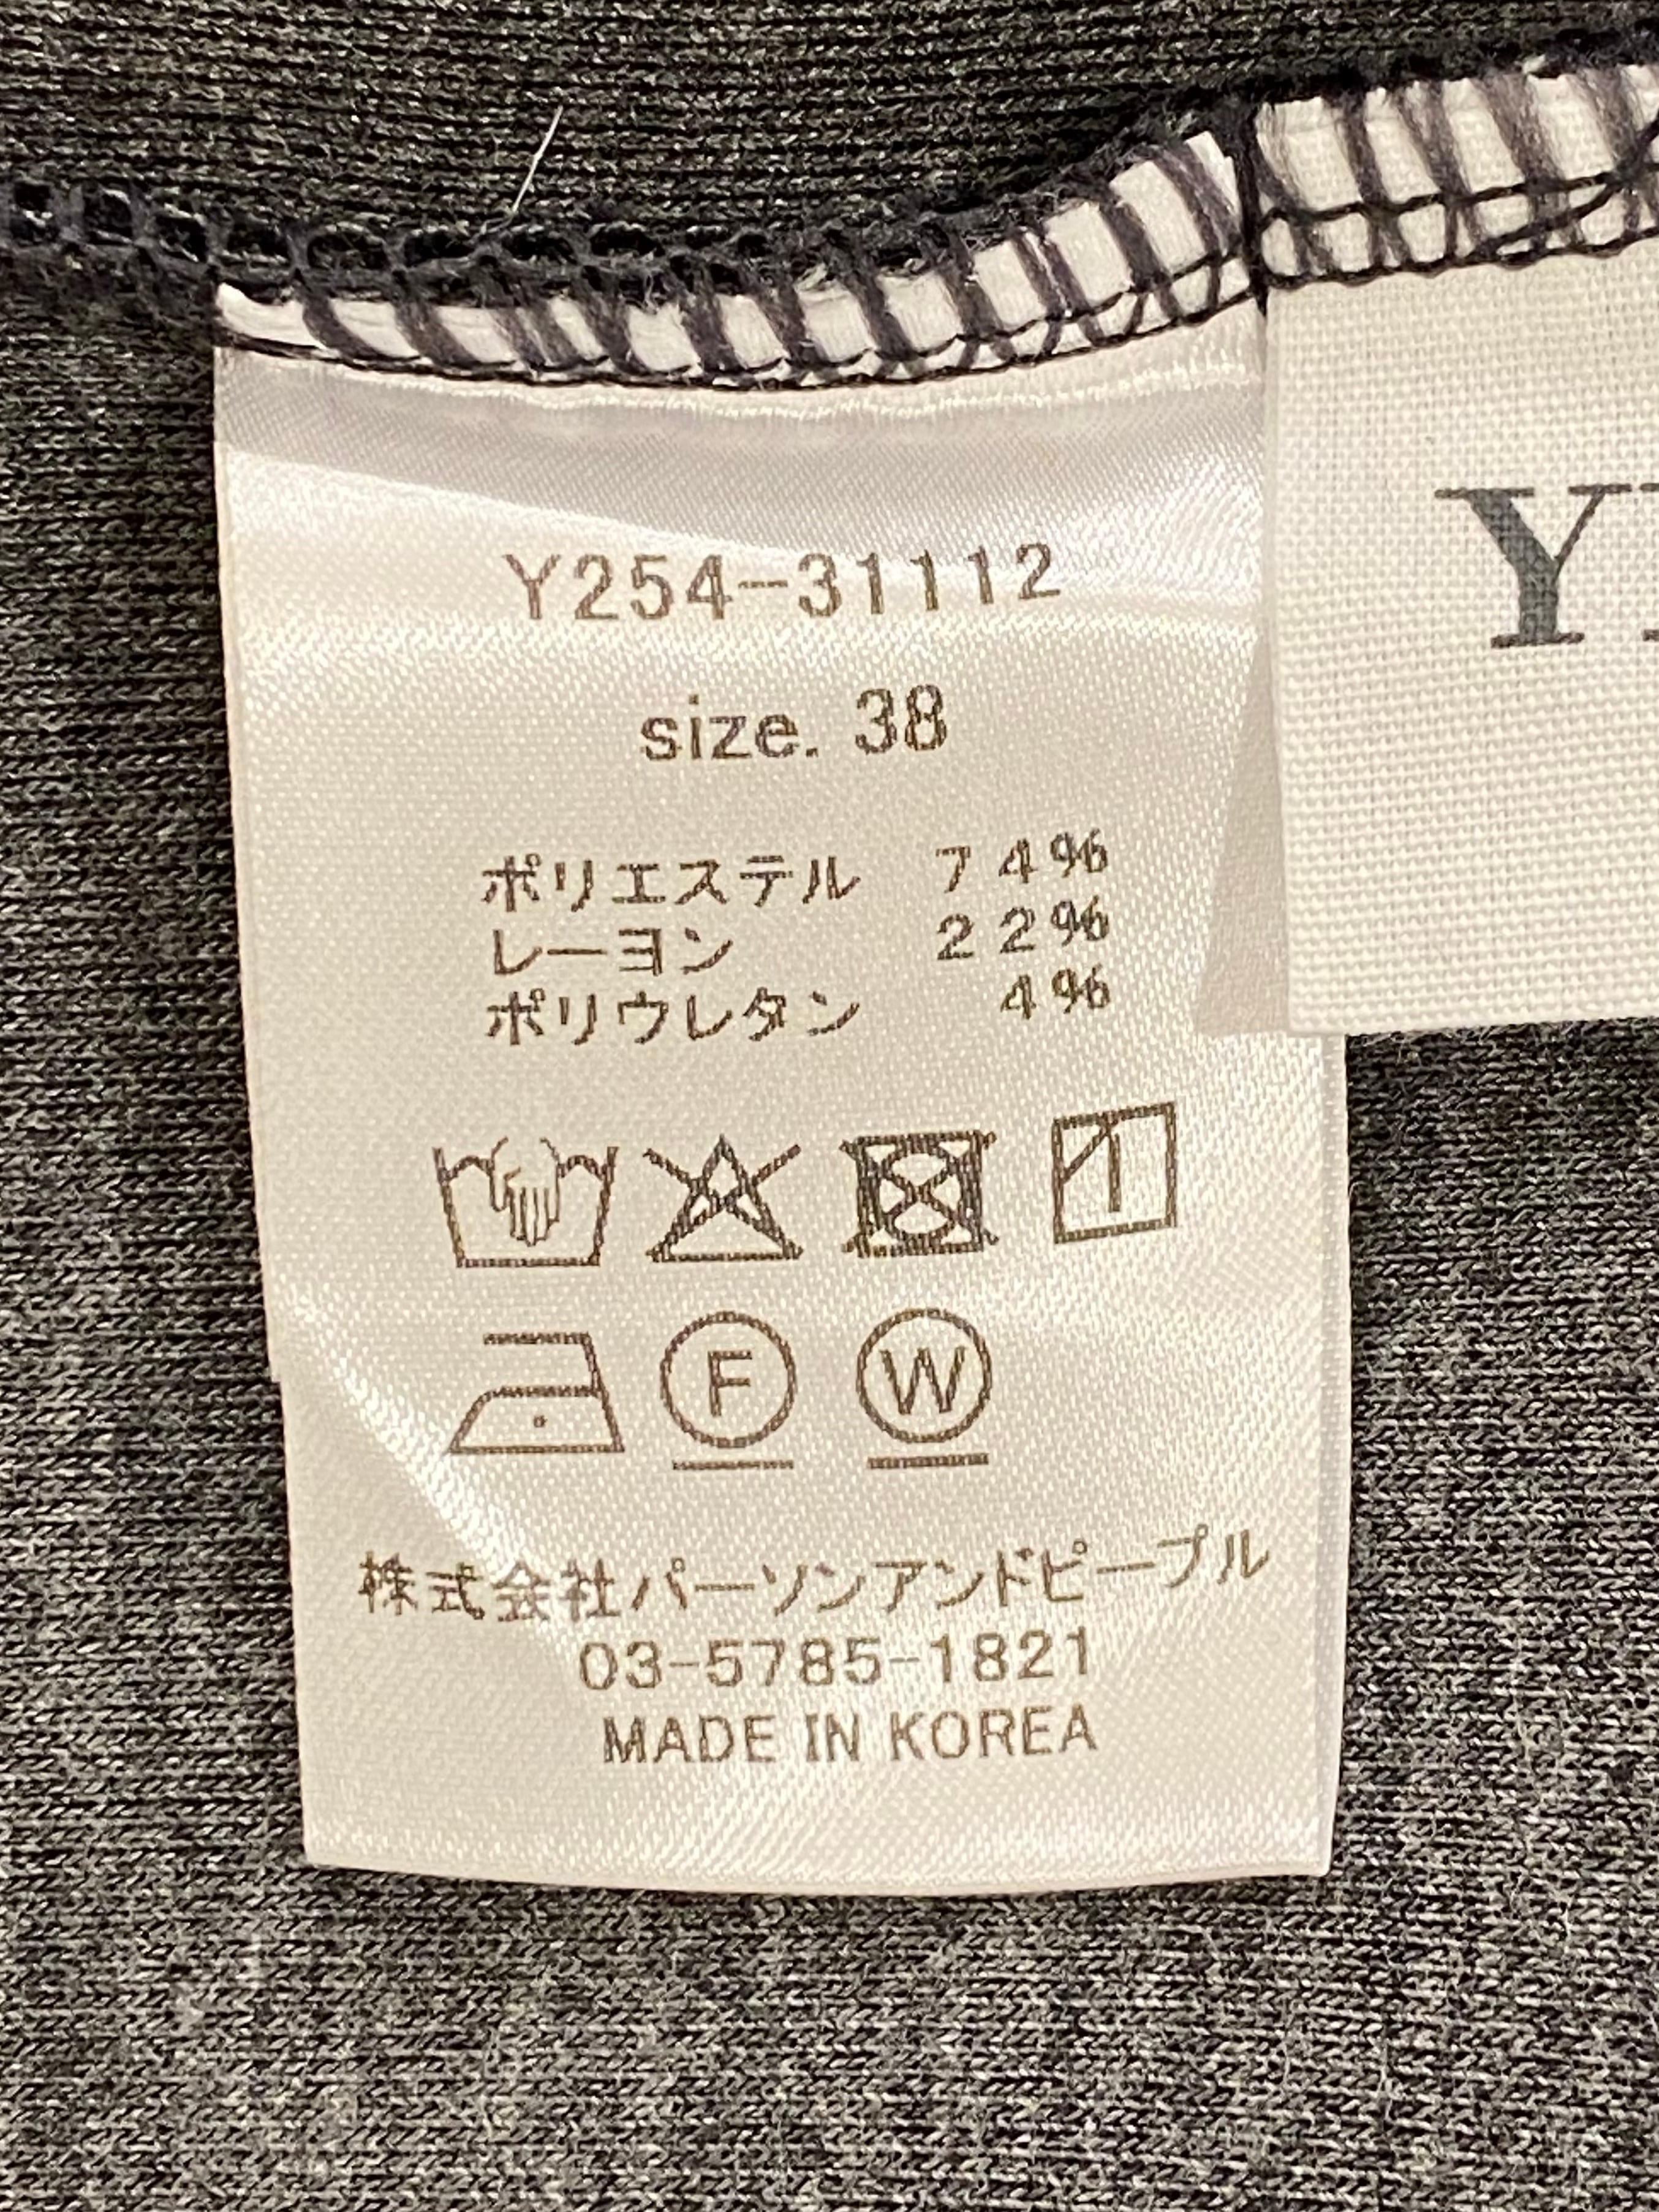 Y254-31112
size. 38
ポリエステル 74%
レーヨン 22%
ポリウレタン 4%
F W
株式会社パーソンアンドピープル
03-5785-1821
MADE IN KOREA
Y